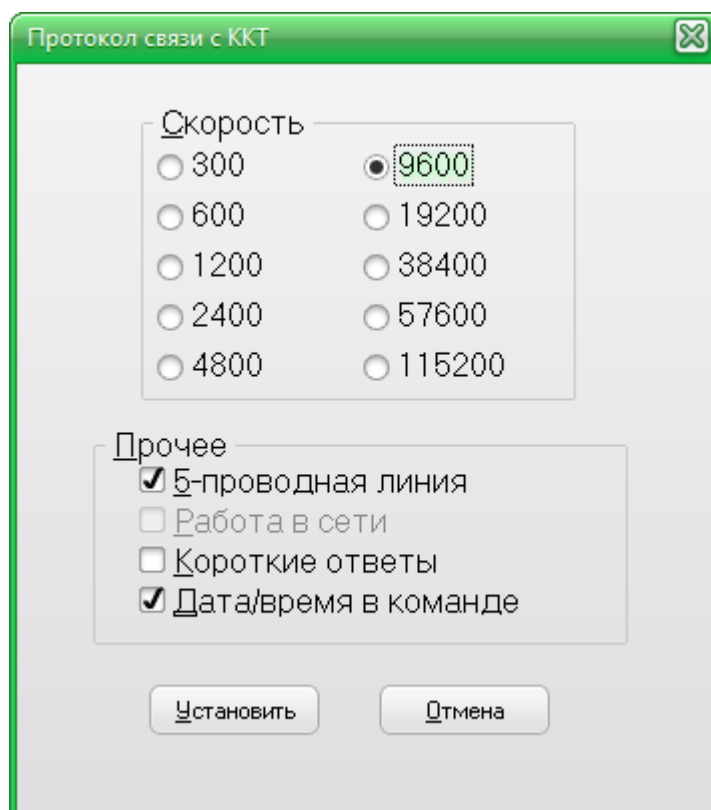 Протокол связи с ККТ
Скорость
300
9600
600
19200
1200
38400
2400
57600
4800
115200
Прочее
5-проводная линия
Работа в сети
Короткие ответы
Дата/время в команде
Установить
Отмена